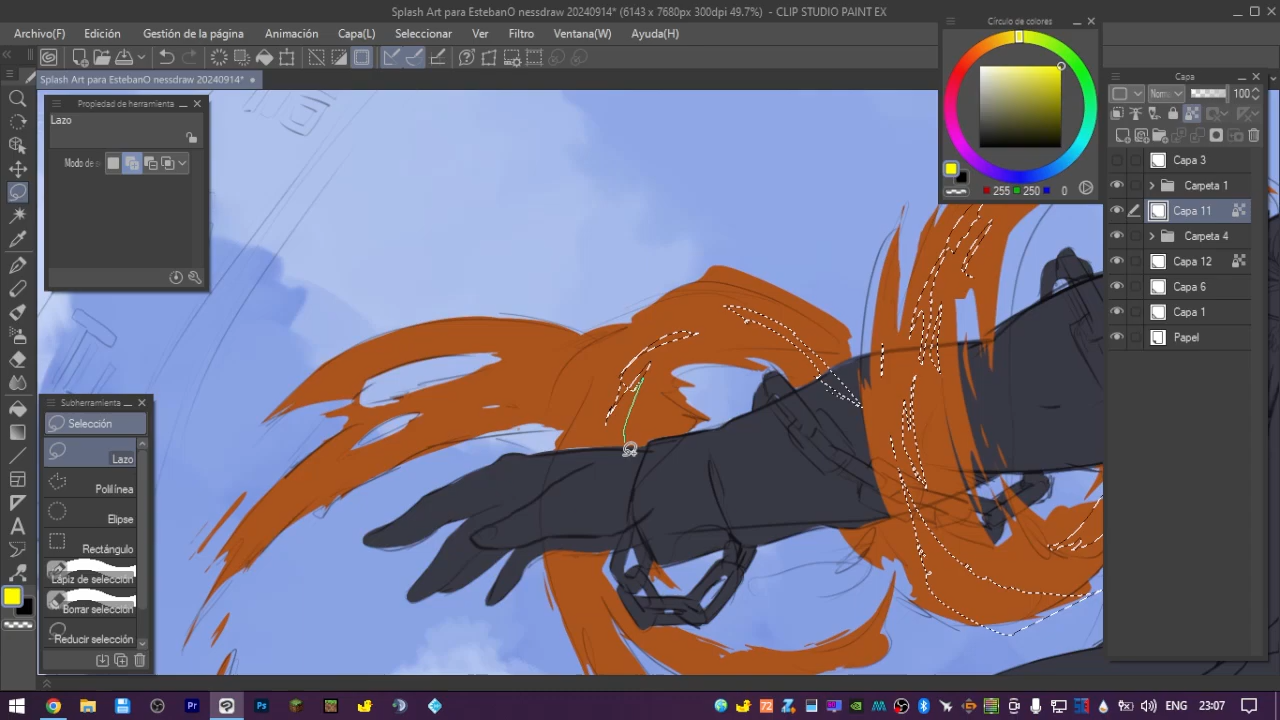 Splash Art para EstebanO nessdraw 20240914* (6143 x 7680px 300dpi 49.7%) - CLIP STUDIO PAINT EX
Archivo(F) Edición Gestión de la página Animación Capa(L) Seleccionar Ver Filtro Ventana(W) Ayuda(H)
Splash Art para EstebanO nessdraw 20240914*
Propiedad de herramienta
Lazo
Modo de s
Círculo de colores
255 250 0
Capa
Norma 100
Capa 3
Carpeta 1
Capa 11
Carpeta 4
Capa 12
Capa 6
Capa 1
Papel
Subherramienta
Selección
Lazo
Polilínea
Elipse
Rectángulo
Lápiz de selección
Borrar selección
Reducir selección
ENG 23:07